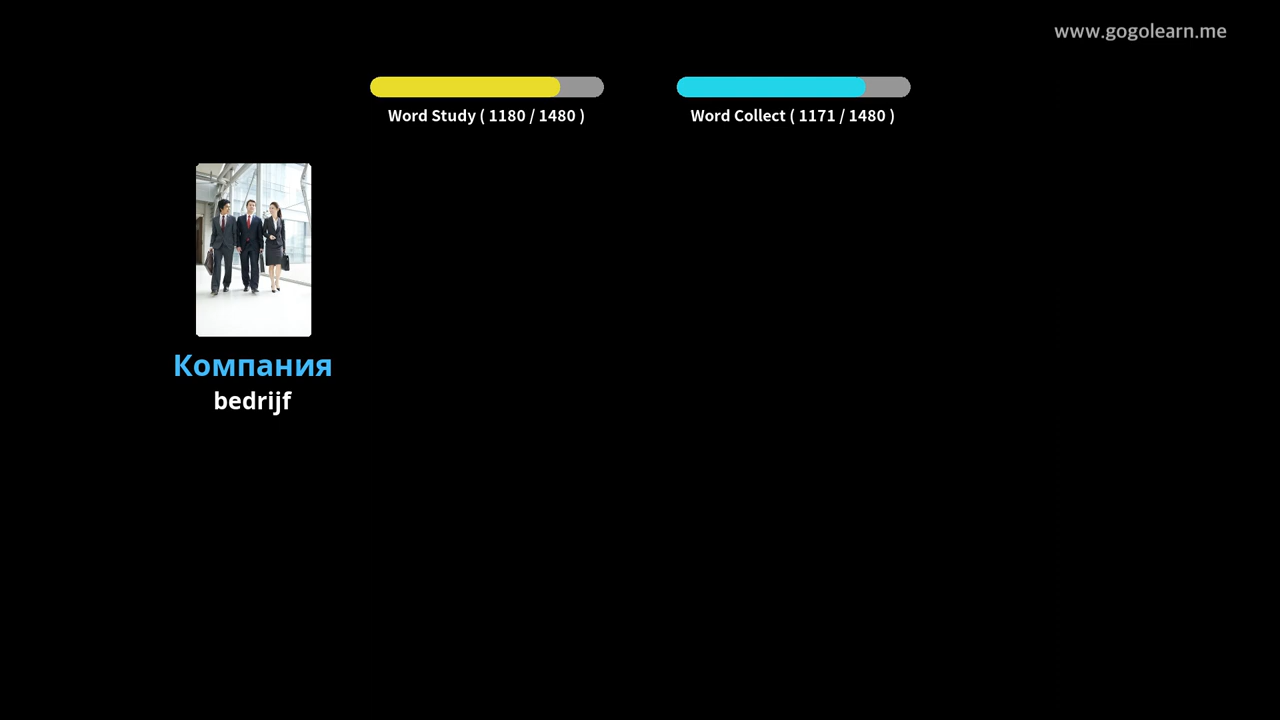 www.gogolearn.me
Word Study ( 1180 / 1480 )
Word Collect ( 1171 / 1480 )
Компания
bedrijf